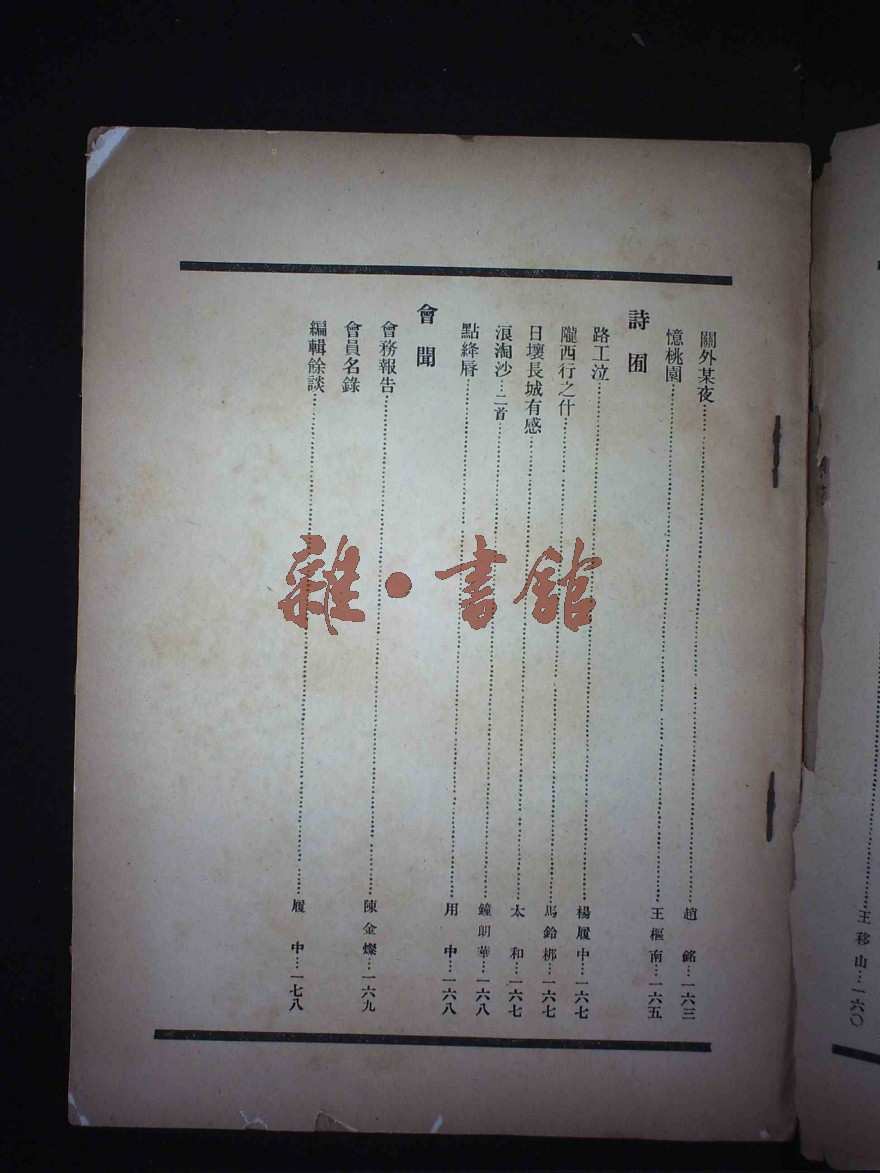 王移山…一六〇
關外某夜……趙銘…一六三
憶桃園……王樞南…一六五
詩囿
路工泣……楊履中…一六七
隴西行之什……馬鈴梆…一六七
日壞長城有感……太和…一六七
浪淘沙…二首……鐘朗華…一六八
點絳唇……用中…一六八
會聞
會務報告……陳金燦…一六九
會員名錄
編輯餘談……履中…一七八
雜·書館